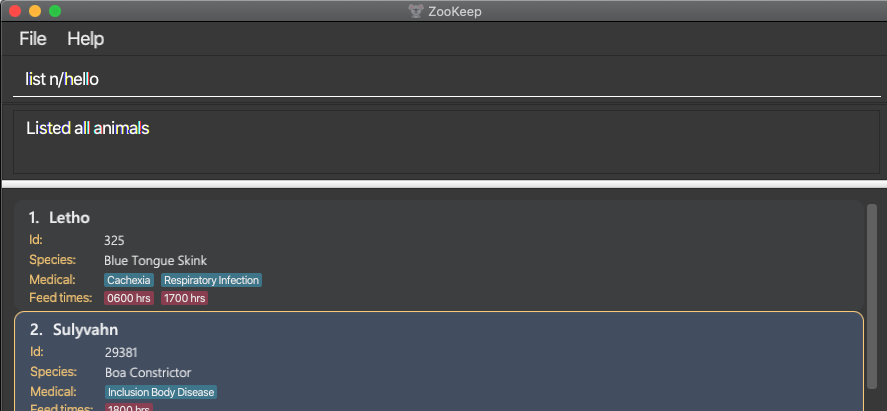 ZooKeep
File Help
list n/hello
Listed all animals
1. Letho
Id: 325
Species: Blue Tongue Skink
Medical: Cachexia Respiratory Infection
Feed times: 0600 hrs 1700 hrs
2. Sulyvahn
Id: 29381
Species: Boa Constrictor
Medical: Inclusion Body Disease
Feed times: 1800 hrs